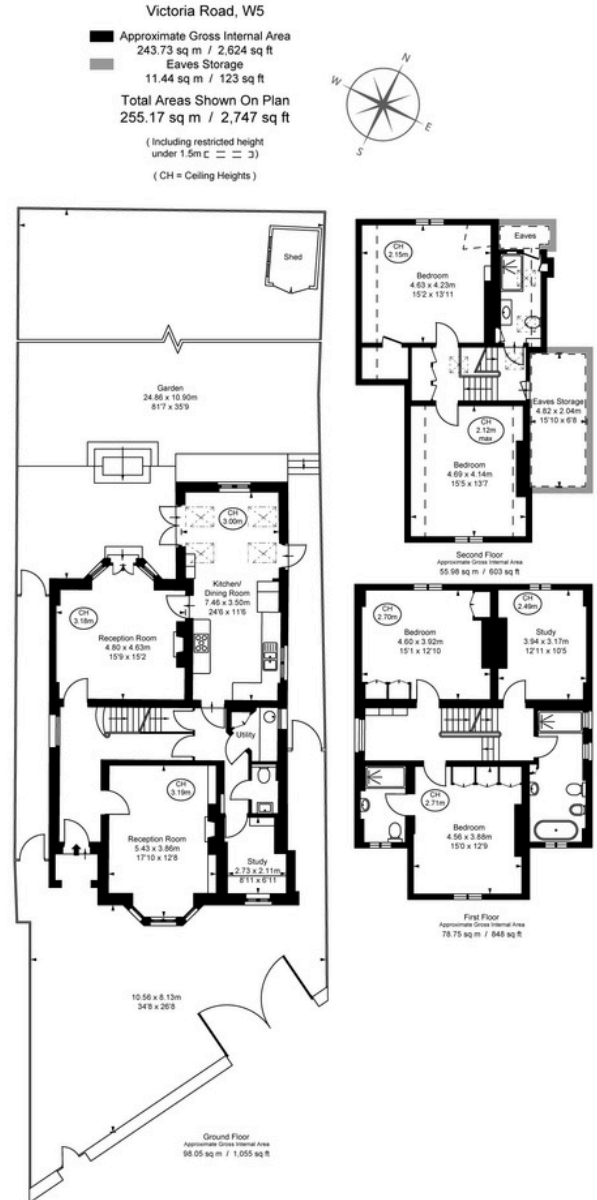 Victoria Road, W5
Approximate Gross Internal Area
243.73 sq m / 2,624 sq ft
Eaves Storage
11.44 sq m / 123 sq ft
Total Areas Shown On Plan
255.17 sq m / 2,747 sq ft
( Including restricted height
under 1.5m )
( CH = Ceiling Heights )
N
W
E
S
Shed
Garden
24.86 x 10.90m
81'7 x 35'9
CH
3.00m
Kitchen/
Dining Room
7.46 x 3.50m
24'6 x 11'6
CH
3.18m
Reception Room
4.80 x 4.63m
15'9 x 15'2
Utility
CH
3.19m
Reception Room
5.43 x 3.86m
17'10 x 12'8
Study
2.73 x 2.11m
8'11 x 6'11
10.56 x 8.13m
34'8 x 26'8
Ground Floor
Approximate Gross Internal Area
98.05 sq m / 1,055 sq ft
Eaves
CH
2.15m
Bedroom
4.63 x 4.23m
15'2 x 13'11
Eaves Storage
4.82 x 2.04m
15'10 x 6'8
CH
2.12m
max
Bedroom
4.69 x 4.14m
15'5 x 13'7
Second Floor
Approximate Gross Internal Area
55.98 sq m / 603 sq ft
CH
2.70m
Bedroom
4.60 x 3.92m
15'1 x 12'10
CH
2.49m
Study
3.94 x 3.17m
12'11 x 10'5
CH
2.71m
Bedroom
4.56 x 3.88m
15'0 x 12'9
First Floor
Approximate Gross Internal Area
78.75 sq m / 848 sq ft